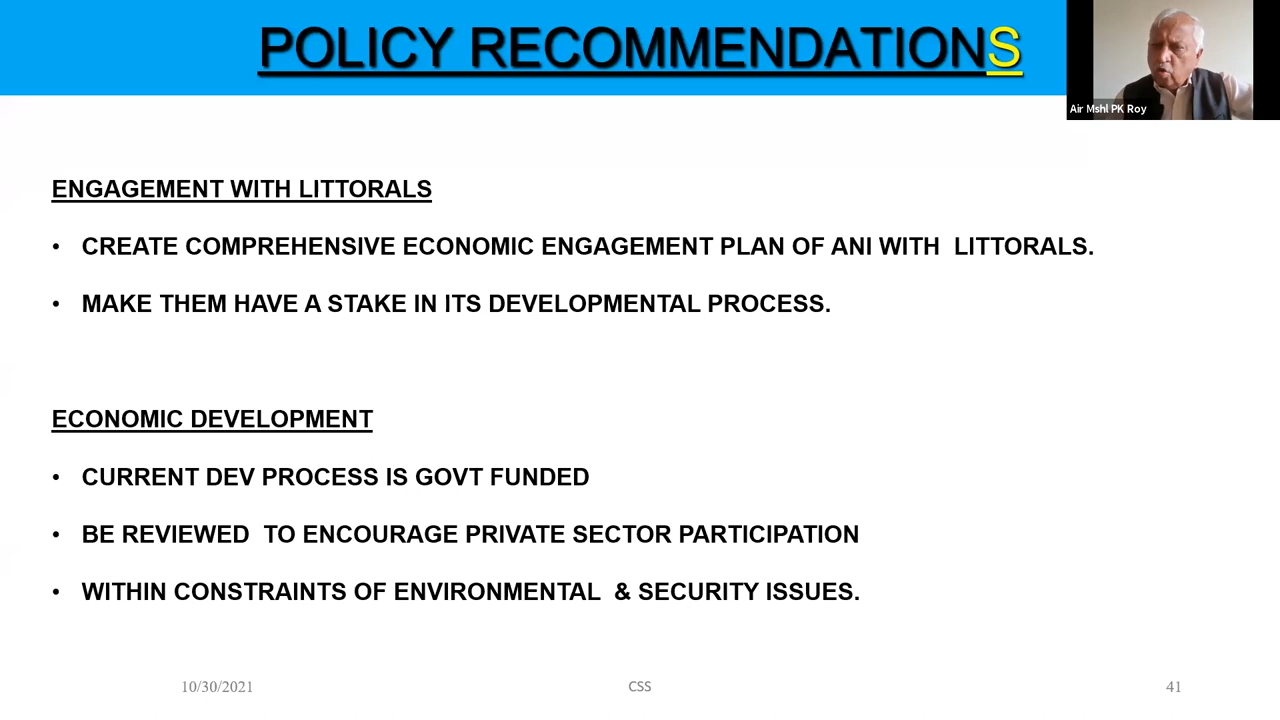 POLICY RECOMMENDATIONS
Air Mshl PK Roy
ENGAGEMENT WITH LITTORALS
• CREATE COMPREHENSIVE ECONOMIC ENGAGEMENT PLAN OF ANI WITH LITTORALS.
• MAKE THEM HAVE A STAKE IN ITS DEVELOPMENTAL PROCESS.
ECONOMIC DEVELOPMENT
• CURRENT DEV PROCESS IS GOVT FUNDED
• BE REVIEWED TO ENCOURAGE PRIVATE SECTOR PARTICIPATION
• WITHIN CONSTRAINTS OF ENVIRONMENTAL & SECURITY ISSUES.
10/30/2021 CSS 41